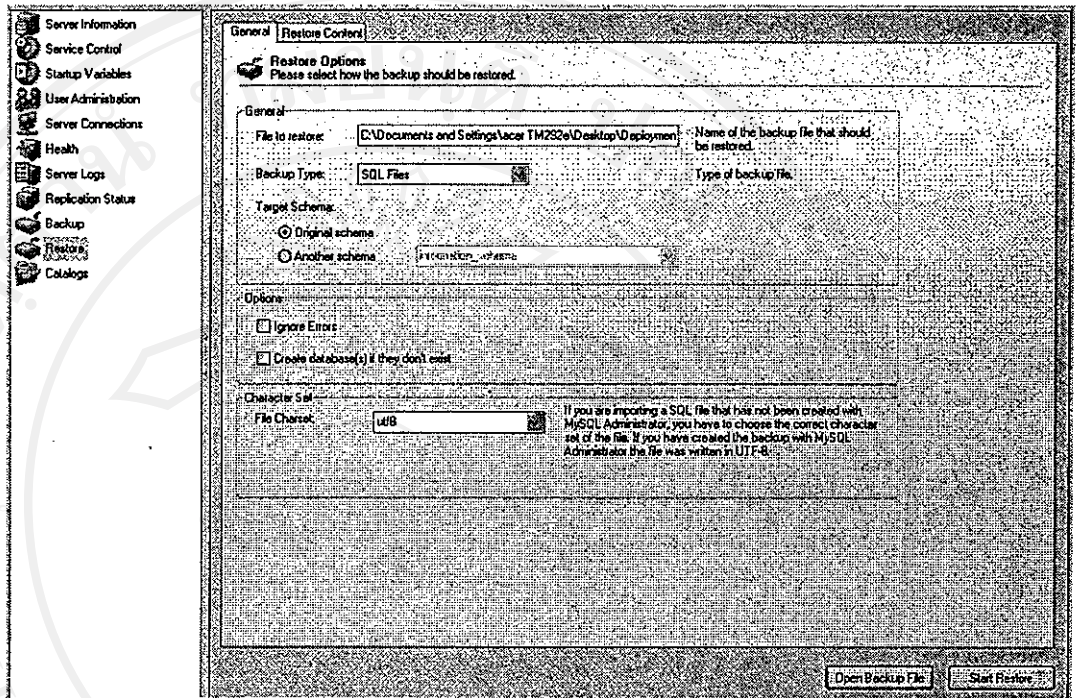 Server Information
Service Control
Startup Variables
User Administration
Server Connections
Health
Server Logs
Replication Status
Backup
Restore
Catalogs
General
Restore Content
Restore Options
Please select how the backup should be restored.
General
File to restore:
C:\Documents and Settings\acer TM292e\Desktop\Deploymen
Name of the backup file that should
be restored.
Backup Type:
SQL Files
Type of backup file.
Target Schema:
Original schema
Another schema
information_schema
Options
Ignore Errors
Create database(s) if they don't exist
Character Set
File Charset:
utf8
If you are importing a SQL file that has not been created with
MySQL Administrator, you have to choose the correct character
set of the file. If you have created the backup with MySQL
Administrator the file was written in UTF-8.
Open Backup File
Start Restore